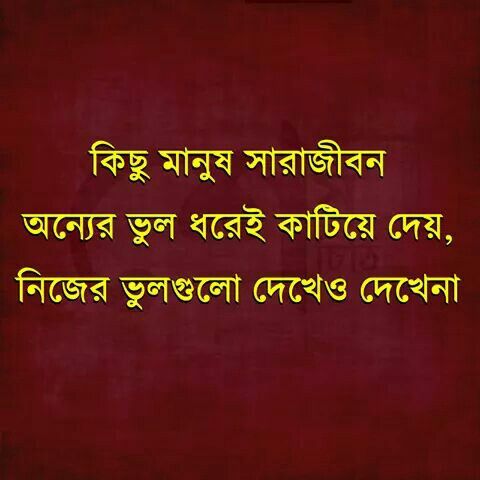 কিছু মানুষ সারাজীবন
অন্যের ভুল ধরেই কাটিয়ে দেয়,
নিজের ভুলগুলো দেখেও দেখেনা